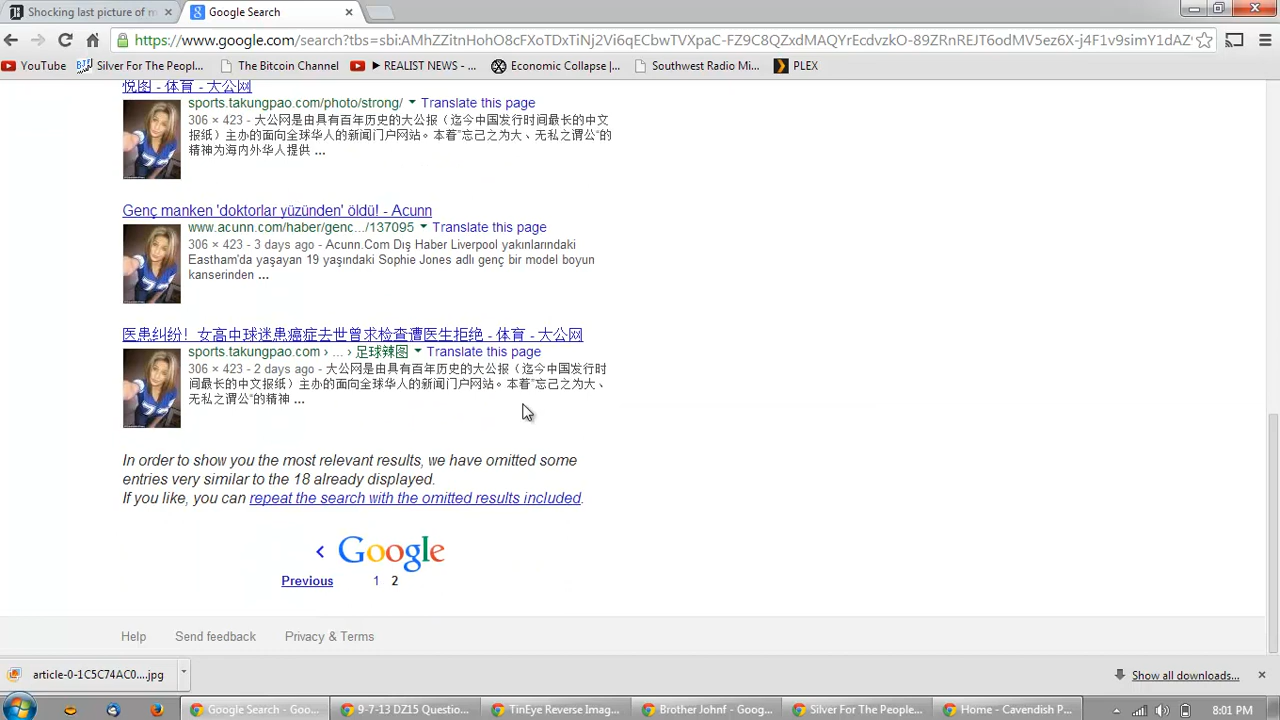 Shocking last picture of m
Google Search
https://www.google.com/search?tbs=sbi:AMhZZitnHohO8cFXoTDxTiNj2Vi6qECbwTVXpaC-FZ9C8QZxdMAQYrEcdvzkO-89ZRnREJT6odMV5ez6X-j4F1v9simY1dAZ
YouTube
Silver For The Peopl...
The Bitcoin Channel
▶ REALIST NEWS - ...
Economic Collapse |...
Southwest Radio Mi...
PLEX
悦图 - 体育 - 大公网
sports.takungpao.com/photo/strong/ Translate this page
306 × 423 - 大公网是由具有百年历史的大公报（迄今中国发行时间最长的中文
报纸）主办的面向全球华人的新闻门户网站。本着"忘己之为大、无私之谓公"的
精神为海内外华人提供 ...
Genç manken 'doktorlar yüzünden' öldü! - Acunn
www.acunn.com/haber/genc.../137095 Translate this page
306 × 423 - 3 days ago - Acunn.Com Dış Haber Liverpool yakınlarındaki
Eastham'da yaşayan 19 yaşındaki Sophie Jones adlı genç bir model boyun
kanserinden ...
医患纠纷！女高中球迷患癌症去世曾求检查遭医生拒绝 - 体育 - 大公网
sports.takungpao.com › ... › 足球辣图 Translate this page
306 × 423 - 2 days ago - 大公网是由具有百年历史的大公报（迄今中国发行时
间最长的中文报纸）主办的面向全球华人的新闻门户网站。本着"忘己之为大、
无私之谓公"的精神 ...
In order to show you the most relevant results, we have omitted some
entries very similar to the 18 already displayed.
If you like, you can repeat the search with the omitted results included.
< Google
Previous 1 2
Help Send feedback Privacy & Terms
article-0-1C5C74AC0....jpg
Show all downloads...
Google Search - Goo...
9-7-13 DZ15 Questio...
TinEye Reverse Imag...
Brother Johnf - Goog...
Silver For The People...
Home - Cavendish P...
8:01 PM